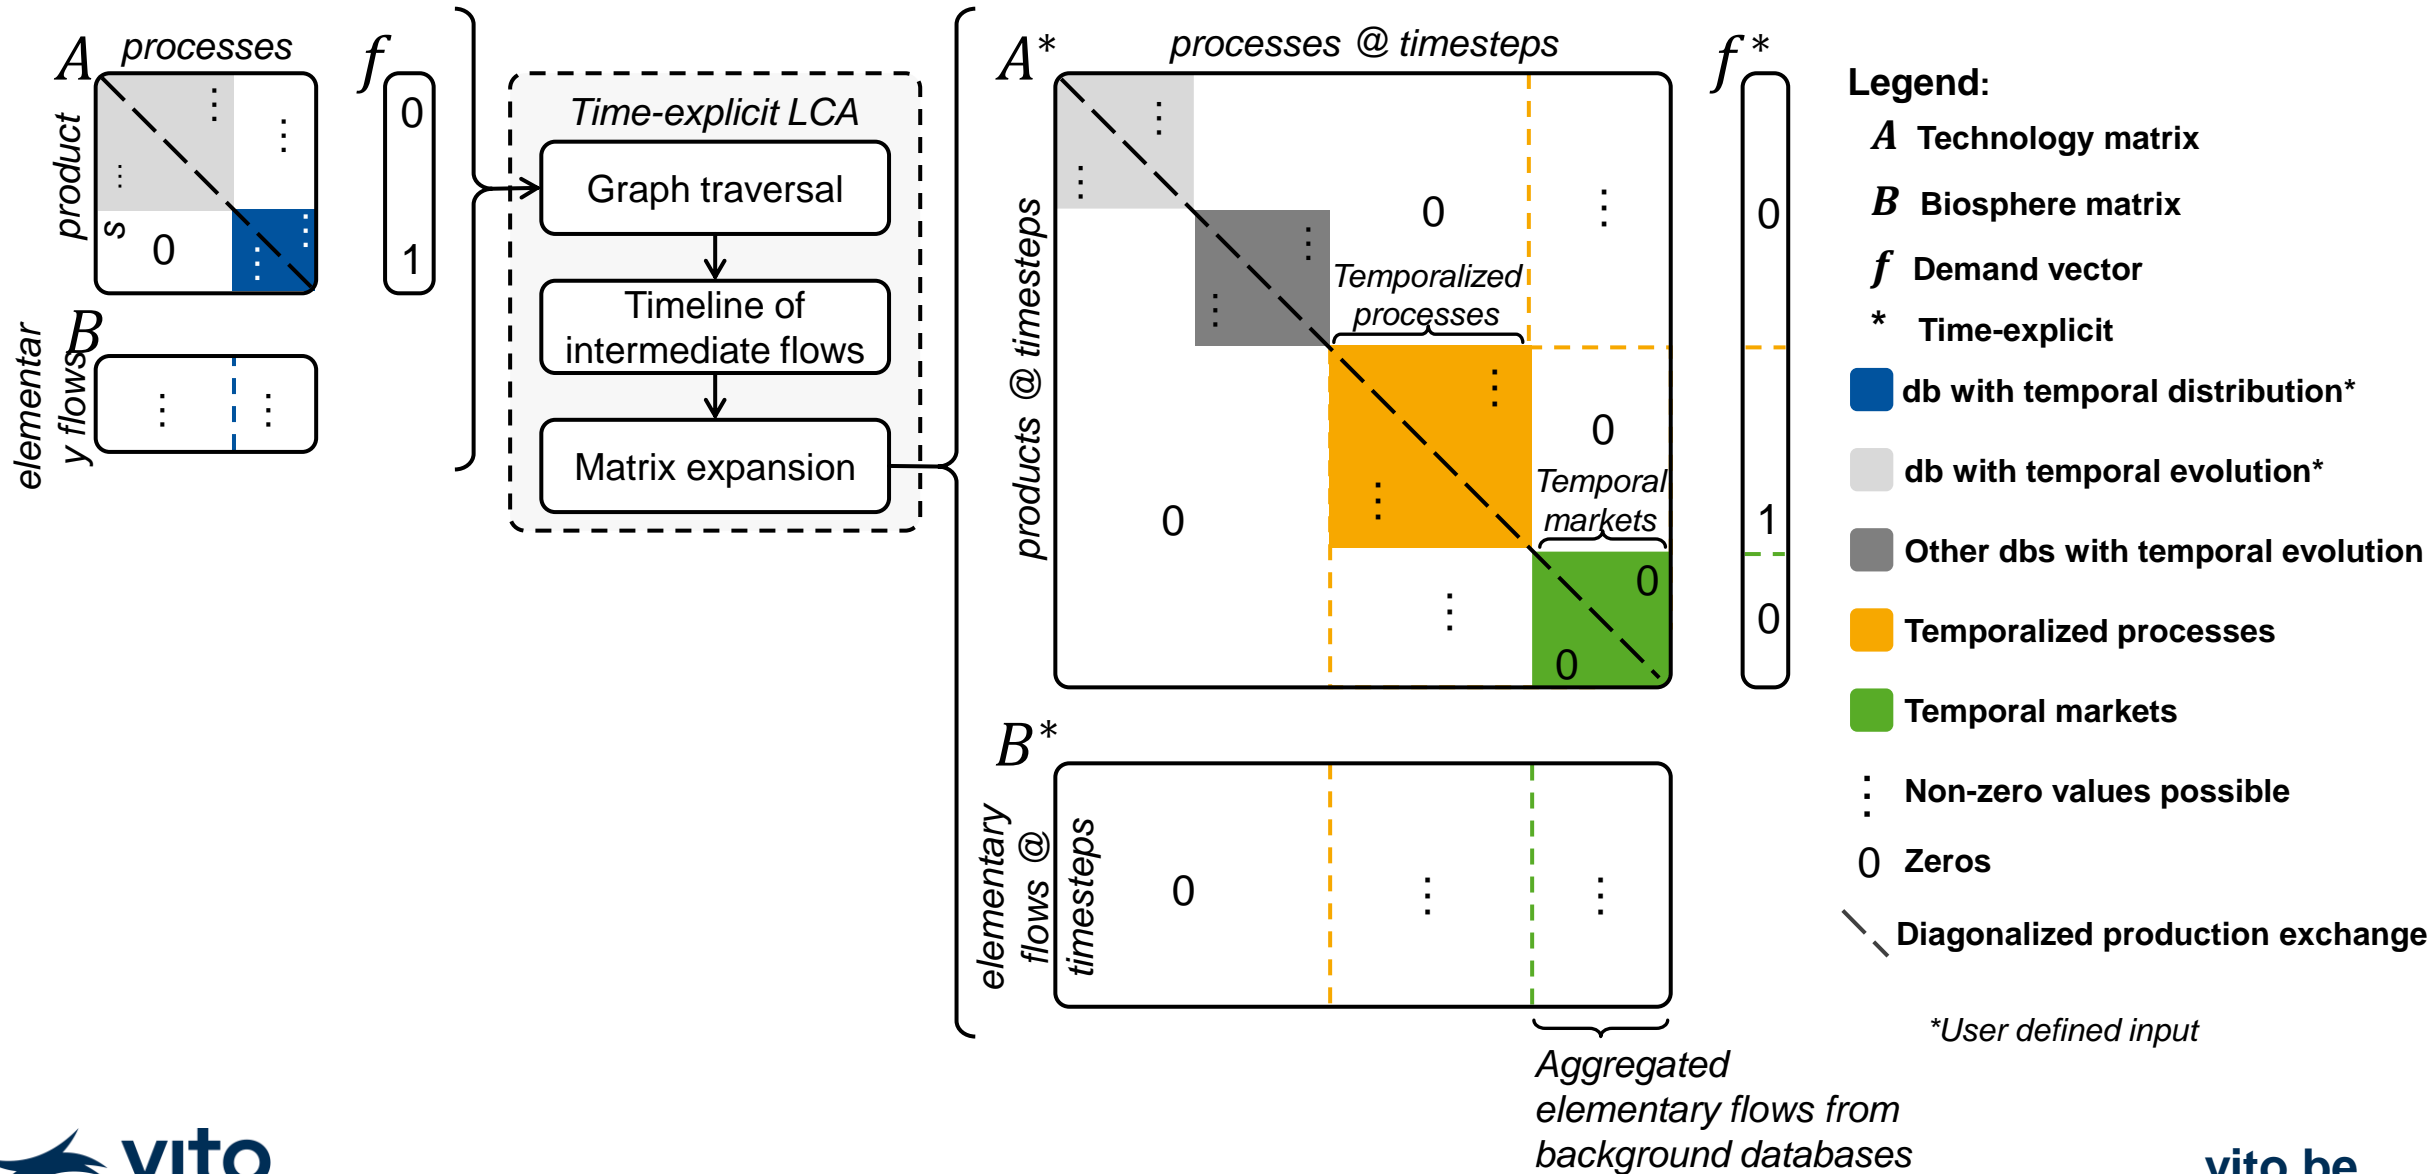 A
processes
product
s
⋮
⋮
⋮
0
⋮
⋮
f
0
1
B
elementar
y flows
⋮
⋮
Time-explicit LCA
Graph traversal
Timeline of
intermediate flows
Matrix expansion
A*
processes @ timesteps
products @ timesteps
⋮
⋮
⋮
⋮
0
⋮
Temporalized
processes
⋮
⋮
0
Temporal
markets
0
⋮
0
0
f*
0
1
0
B*
elementary
flows @
timesteps
0
⋮
⋮
Aggregated
elementary flows from
background databases
Legend:
A Technology matrix
B Biosphere matrix
f Demand vector
* Time-explicit
db with temporal distribution*
db with temporal evolution*
Other dbs with temporal evolution
Temporalized processes
Temporal markets
⋮ Non-zero values possible
0 Zeros
Diagonalized production exchange
*User defined input
vito
vito.be